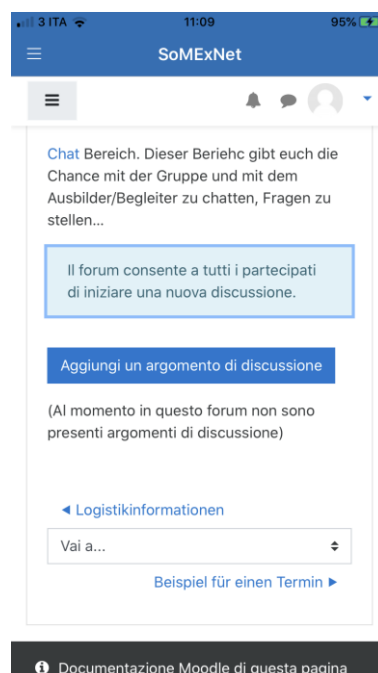 3 ITA 11:09 95%
SoMExNet
Chat Bereich. Dieser Beriehc gibt euch die
Chance mit der Gruppe und mit dem
Ausbilder/Begleiter zu chatten, Fragen zu
stellen...
Il forum consente a tutti i partecipati
di iniziare una nuova discussione.
Aggiungi un argomento di discussione
(Al momento in questo forum non sono
presenti argomenti di discussione)
◄ Logistikinformationen
Vai a...
Beispiel für einen Termin ►
Documentazione Moodle di questa pagina